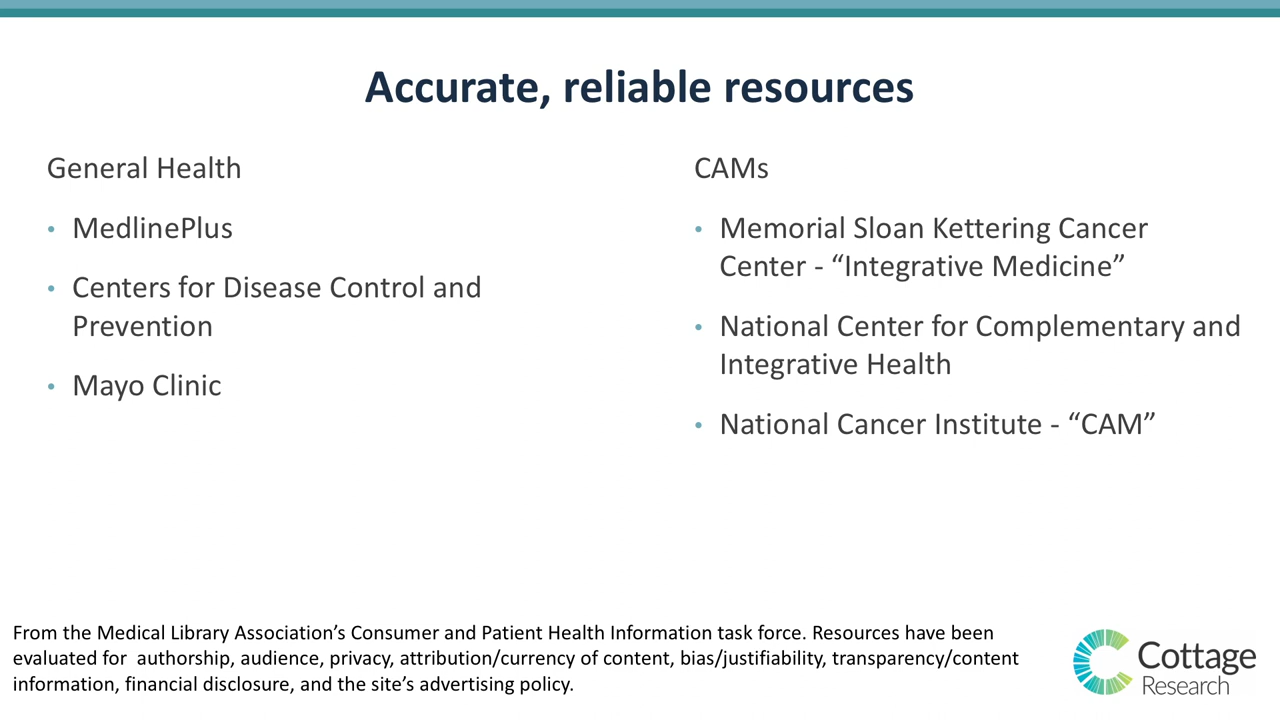 Accurate, reliable resources
General Health
• MedlinePlus
• Centers for Disease Control and
Prevention
• Mayo Clinic
CAMs
• Memorial Sloan Kettering Cancer
Center - “Integrative Medicine”
• National Center for Complementary and
Integrative Health
• National Cancer Institute - “CAM”
From the Medical Library Association’s Consumer and Patient Health Information task force. Resources have been
evaluated for  authorship, audience, privacy, attribution/currency of content, bias/justifiability, transparency/content
information, financial disclosure, and the site’s advertising policy.
Cottage
Research